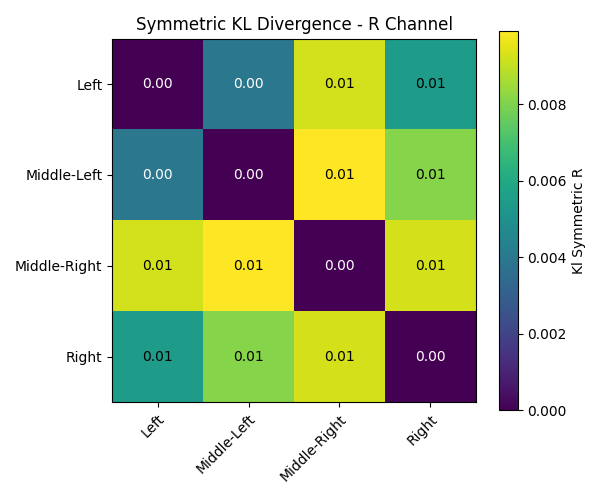 Symmetric KL Divergence - R Channel
Left
0.00 0.00 0.01 0.01
Middle-Left
0.00 0.00 0.01 0.01
Middle-Right
0.01 0.01 0.00 0.01
Right
0.01 0.01 0.01 0.00
Left Middle-Left Middle-Right Right
0.008
0.006
0.004
0.002
0.000
Kl Symmetric R